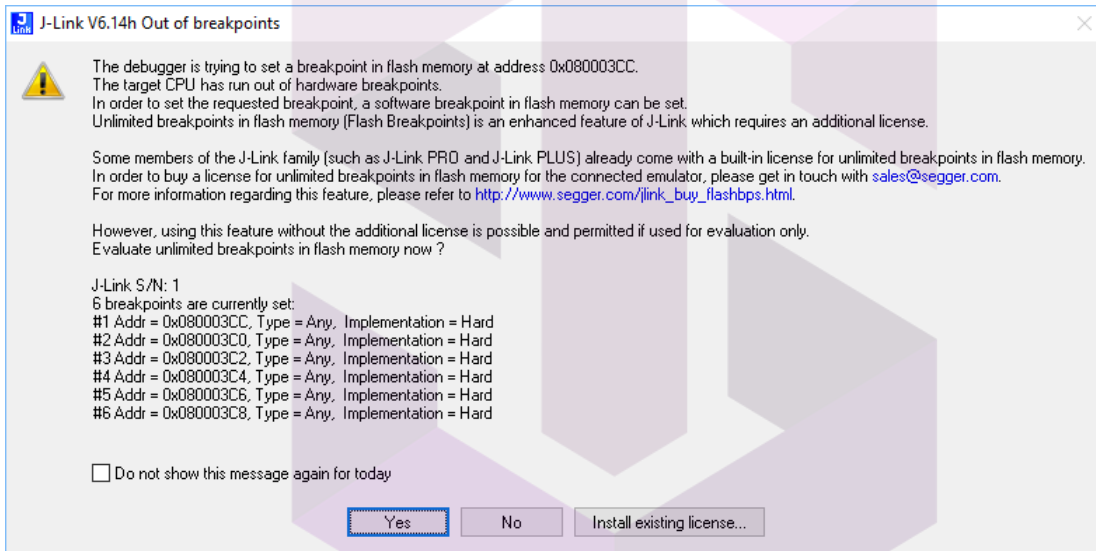 J-Link V6.14h Out of breakpoints
The debugger is trying to set a breakpoint in flash memory at address 0x080003CC.
The target CPU has run out of hardware breakpoints.
In order to set the requested breakpoint, a software breakpoint in flash memory can be set.
Unlimited breakpoints in flash memory (Flash Breakpoints) is an enhanced feature of J-Link which requires an additional license.
Some members of the J-Link family (such as J-Link PRO and J-Link PLUS) already come with a built-in license for unlimited breakpoints in flash memory.
In order to buy a license for unlimited breakpoints in flash memory for the connected emulator, please get in touch with sales@segger.com.
For more information regarding this feature, please refer to http://www.segger.com/jlink_buy_flashbps.html.
However, using this feature without the additional license is possible and permitted if used for evaluation only.
Evaluate unlimited breakpoints in flash memory now ?
J-Link S/N: 1
6 breakpoints are currently set:
#1 Addr = 0x080003CC, Type = Any, Implementation = Hard
#2 Addr = 0x080003C0, Type = Any, Implementation = Hard
#3 Addr = 0x080003C2, Type = Any, Implementation = Hard
#4 Addr = 0x080003C4, Type = Any, Implementation = Hard
#5 Addr = 0x080003C6, Type = Any, Implementation = Hard
#6 Addr = 0x080003C8, Type = Any, Implementation = Hard
Do not show this message again for today
Yes No Install existing license...